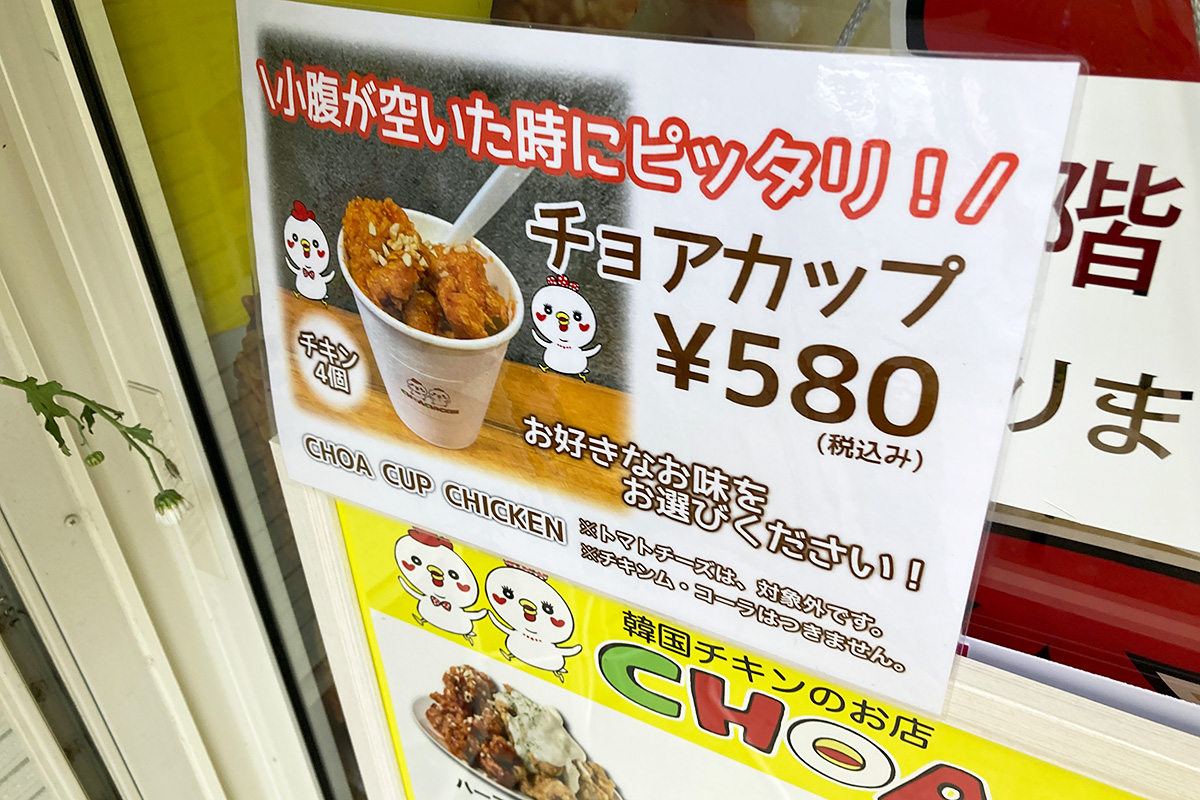 \小腹が空いた時にピッタリ！/
チョアカップ
¥580
(税込み)
チキン
4個
お好きなお味を
お選びください！
CHOA CUP CHICKEN
※トマトチーズは、対象外です。
※チキンム・コーラはつきません。
韓国チキンのお店
CHOA
階
りま
ハー